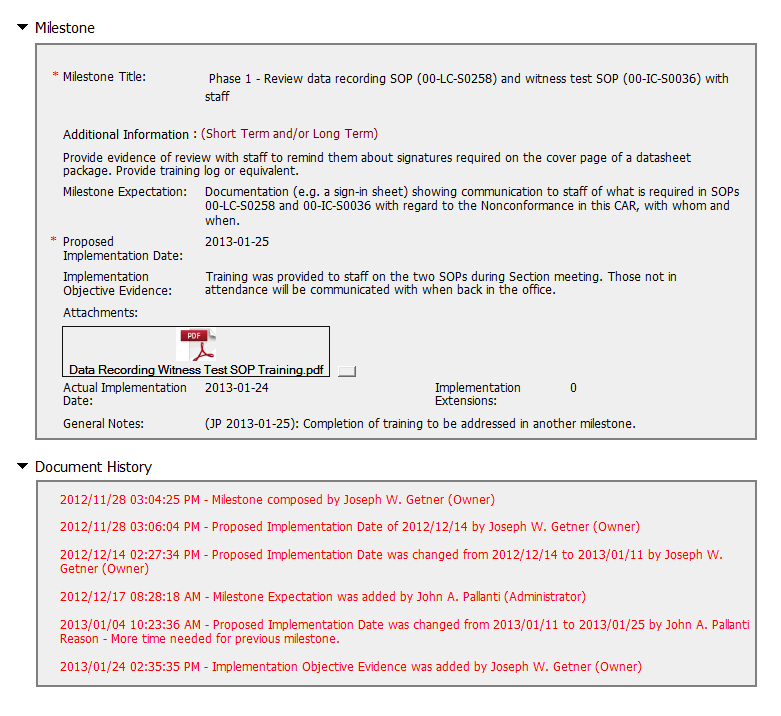 Milestone
* Milestone Title: Phase 1 - Review data recording SOP (00-LC-S0258) and witness test SOP (00-IC-S0036) with
staff
Additional Information : (Short Term and/or Long Term)
Provide evidence of review with staff to remind them about signatures required on the cover page of a datasheet
package. Provide training log or equivalent.
Milestone Expectation: Documentation (e.g. a sign-in sheet) showing communication to staff of what is required in SOPs
00-LC-S0258 and 00-IC-S0036 with regard to the Nonconformance in this CAR, with whom and
when.
* Proposed 2013-01-25
Implementation Date:
Implementation Training was provided to staff on the two SOPs during Section meeting. Those not in
Objective Evidence: attendance will be communicated with when back in the office.
Attachments:
PDF
Data Recording Witness Test SOP Training.pdf
Actual Implementation 2013-01-24 Implementation 0
Date: Extensions:
General Notes: (JP 2013-01-25): Completion of training to be addressed in another milestone.
Document History
2012/11/28 03:04:25 PM - Milestone composed by Joseph W. Getner (Owner)
2012/11/28 03:06:04 PM - Proposed Implementation Date of 2012/12/14 by Joseph W. Getner (Owner)
2012/12/14 02:27:34 PM - Proposed Implementation Date was changed from 2012/12/14 to 2013/01/11 by Joseph W.
Getner (Owner)
2012/12/17 08:28:18 AM - Milestone Expectation was added by John A. Pallanti (Administrator)
2013/01/04 10:23:36 AM - Proposed Implementation Date was changed from 2013/01/11 to 2013/01/25 by John A. Pallanti
Reason - More time needed for previous milestone.
2013/01/24 02:35:35 PM - Implementation Objective Evidence was added by Joseph W. Getner (Owner)